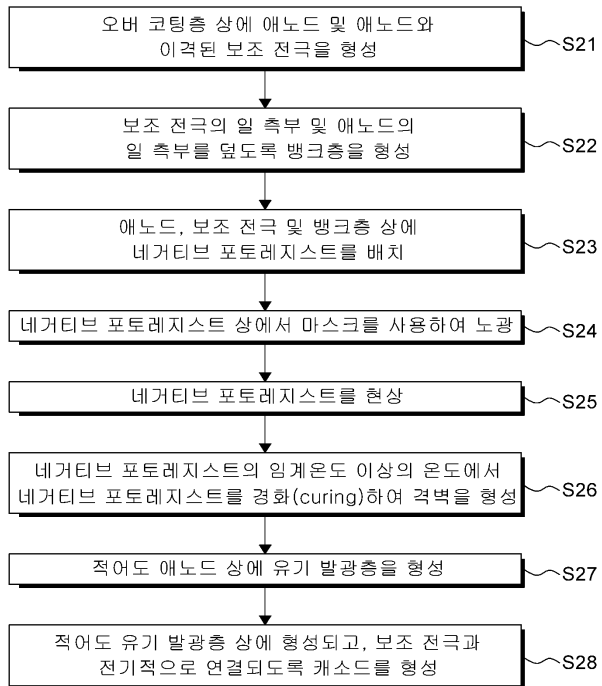 오버 코팅층 상에 애노드 및 애노드와
이격된 보조 전극을 형성
S21
보조 전극의 일 측부 및 애노드의
일 측부를 덮도록 뱅크층을 형성
S22
애노드, 보조 전극 및 뱅크층 상에
네거티브 포토레지스트를 배치
S23
네거티브 포토레지스트 상에서 마스크를 사용하여 노광
S24
네거티브 포토레지스트를 현상
S25
네거티브 포토레지스트의 임계온도 이상의 온도에서
네거티브 포토레지스트를 경화(curing)하여 격벽을 형성
S26
적어도 애노드 상에 유기 발광층을 형성
S27
적어도 유기 발광층 상에 형성되고, 보조 전극과
전기적으로 연결되도록 캐소드를 형성
S28